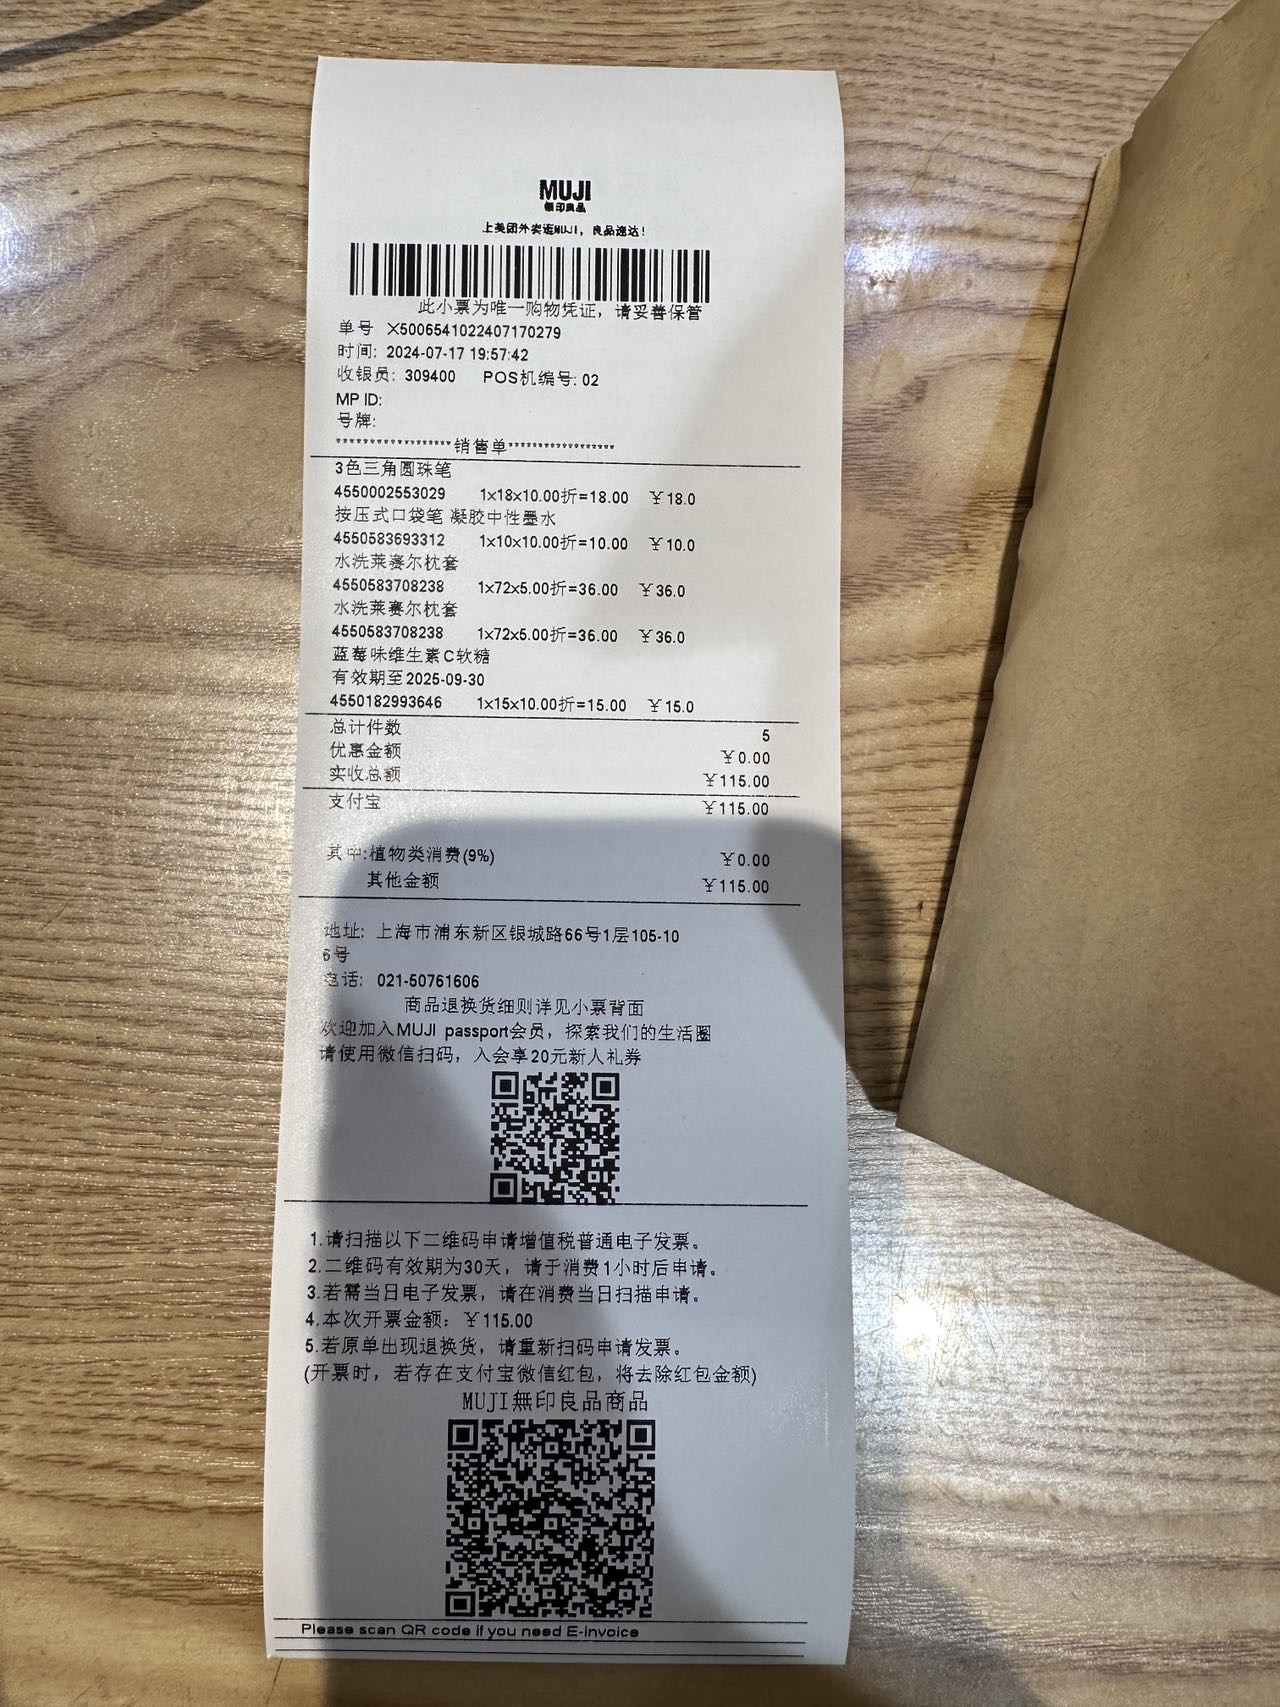 MUJI
無印良品
上美团外卖逛MUJI，良品速达！
此小票为唯一购物凭证，请妥善保管
单号 X5006541022407170279
时间: 2024-07-17 19:57:42
收银员: 309400 POS机编号: 02
MP ID:
号牌:
******************销售单*****************
3色三角圆珠笔
4550002553029 1x18x10.00折=18.00 ￥18.0
按压式口袋笔 凝胶中性墨水
4550583693312 1x10x10.00折=10.00 ￥10.0
水洗莱赛尔枕套
4550583708238 1x72x5.00折=36.00 ￥36.0
水洗莱赛尔枕套
4550583708238 1x72x5.00折=36.00 ￥36.0
蓝莓味维生素C软糖
有效期至2025-09-30
4550182993646 1x15x10.00折=15.00 ￥15.0
总计件数 5
优惠金额 ￥0.00
实收总额 ￥115.00
支付宝 ￥115.00
其中:植物类消费(9%) ￥0.00
其他金额 ￥115.00
地址: 上海市浦东新区银城路66号1层105-10
6号
电话: 021-50761606
商品退换货细则详见小票背面
欢迎加入MUJI passport会员，探索我们的生活圈
请使用微信扫码，入会享20元新人礼券
1.请扫描以下二维码申请增值税普通电子发票。
2.二维码有效期为30天，请于消费1小时后申请。
3.若需当日电子发票，请在消费当日扫描申请。
4.本次开票金额：￥115.00
5.若原单出现退换货，请重新扫码申请发票。
(开票时，若存在支付宝微信红包，将去除红包金额)
MUJI無印良品商品
Please scan QR code if you need E-invoice